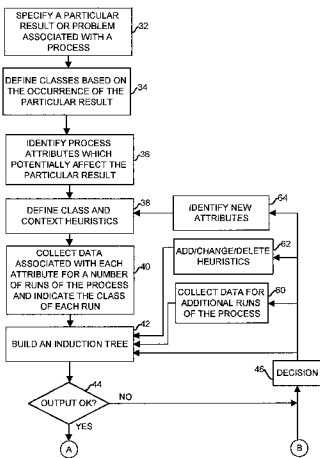 SPECIFY A PARTICULAR
RESULT OR PROBLEM
ASSOCIATED WITH A
PROCESS
32
DEFINE CLASSES BASED ON
THE OCCURRENCE OF THE
PARTICULAR RESULT
34
IDENTIFY PROCESS
ATTRIBUTES WHICH
POTENTIALLY AFFECT THE
PARTICULAR RESULT
36
DEFINE CLASS AND
CONTEXT HEURISTICS
38
IDENTIFY NEW
ATTRIBUTES
64
COLLECT DATA
ASSOCIATED WITH EACH
ATTRIBUTE FOR A NUMBER
OF RUNS OF THE PROCESS
AND INDICATE THE CLASS
OF EACH RUN
40
ADD/CHANGE/DELETE
HEURISTICS
62
COLLECT DATA FOR
ADDITIONAL RUNS
OF THE PROCESS
60
BUILD AN INDUCTION TREE
42
DECISION
46
OUTPUT OK?
44
NO
YES
A
B